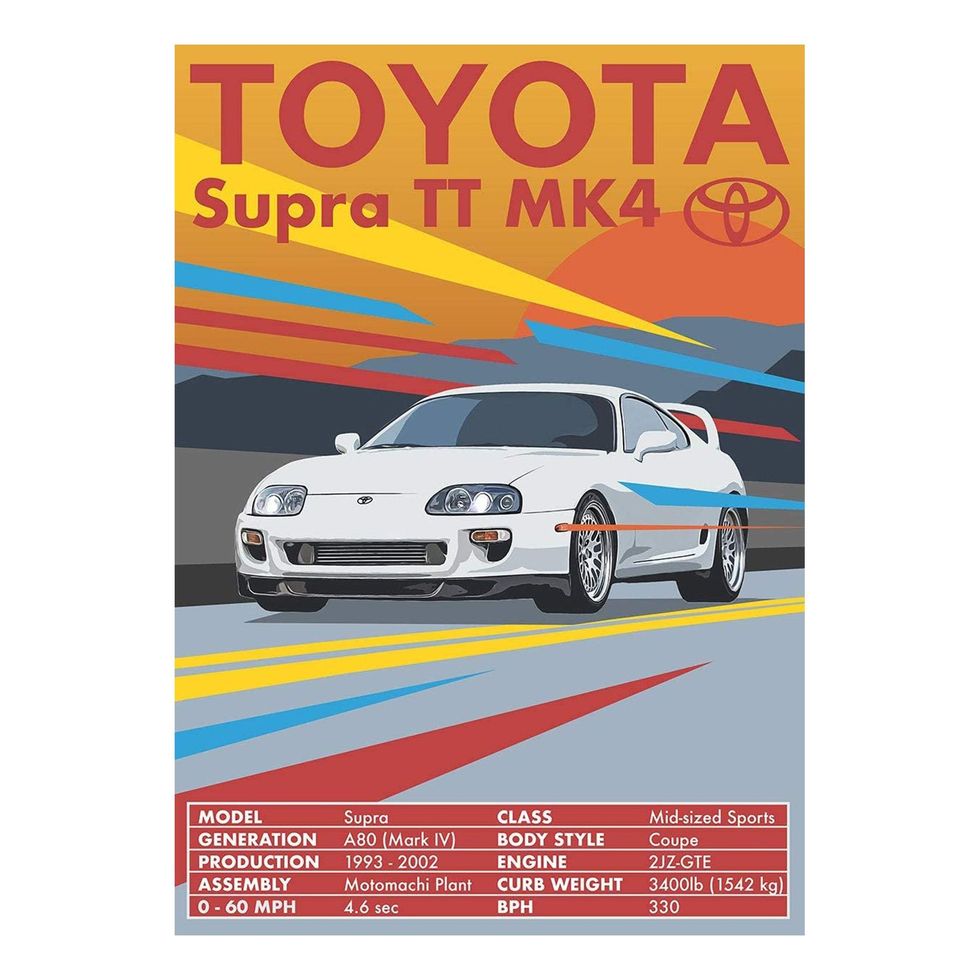 TOYOTA
Supra TT MK4
MODEL Supra CLASS Mid-sized Sports
GENERATION A80 (Mark IV) BODY STYLE Coupe
PRODUCTION 1993 - 2002 ENGINE 2JZ-GTE
ASSEMBLY Motomachi Plant CURB WEIGHT 3400lb (1542 kg)
0 - 60 MPH 4.6 sec BPH 330